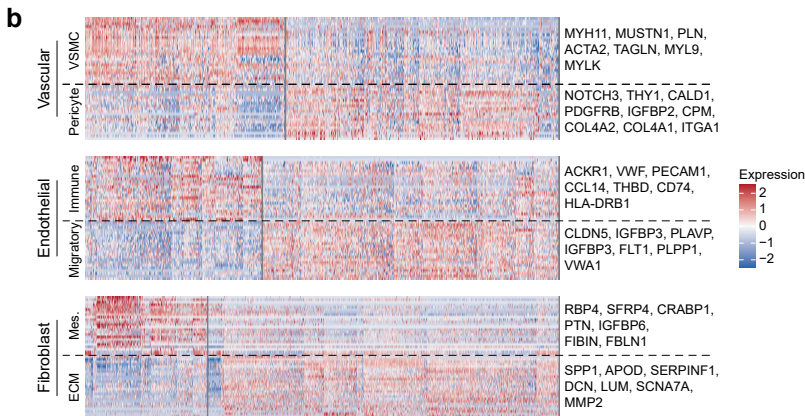 b
Vascular
VSMC
MYH11, MUSTN1, PLN,
ACTA2, TAGLN, MYL9,
MYLK
Pericyte
NOTCH3, THY1, CALD1,
PDGFRB, IGFBP2, CPM,
COL4A2, COL4A1, ITGA1
Endothelial
Immune
ACKR1, VWF, PECAM1,
CCL14, THBD, CD74,
HLA-DRB1
Migratory
CLDN5, IGFBP3, PLAVP,
IGFBP3, FLT1, PLPP1,
VWA1
Fibroblast
Mes.
RBP4, SFRP4, CRABP1,
PTN, IGFBP6,
FIBIN, FBLN1
ECM
SPP1, APOD, SERPINF1,
DCN, LUM, SCNA7A,
MMP2
Expression
2
1
0
−1
−2